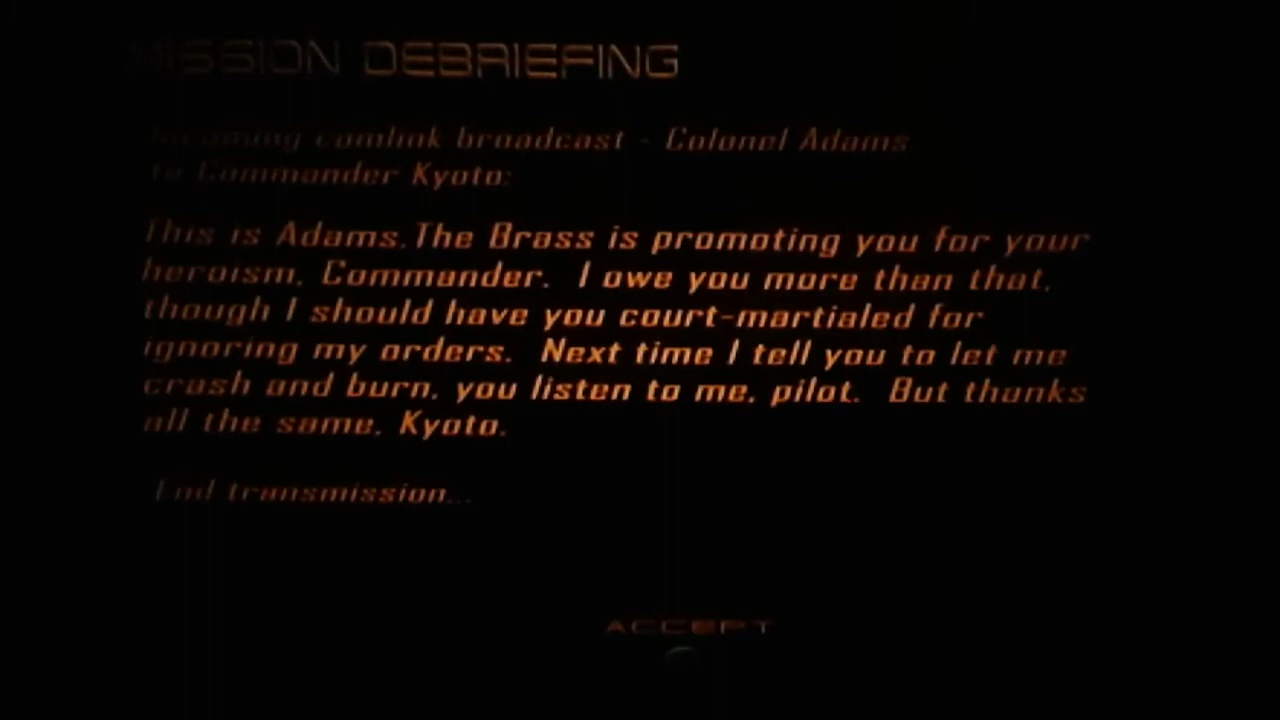 MISSION DEBRIEFING
Incoming comlink broadcast - Colonel Adams
to Commander Kyoto:
This is Adams. The Brass is promoting you for your
heroism, Commander. I owe you more than that,
though I should have you court-martialed for
ignoring my orders. Next time I tell you to let me
crash and burn, you listen to me, pilot. But thanks
all the same, Kyoto.
End transmission...
ACCEPT